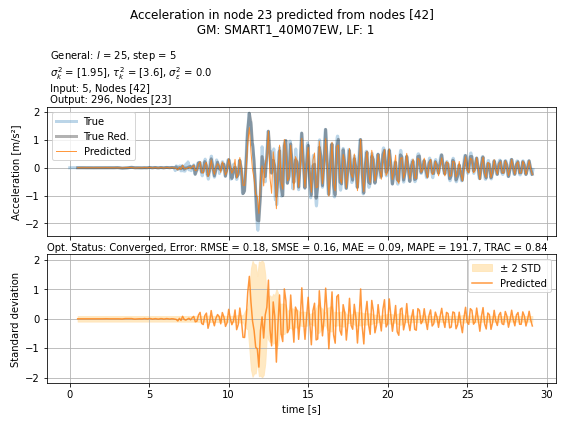 Acceleration in node 23 predicted from nodes [42]
GM: SMART1_40M07EW, LF: 1
General: l = 25, step = 5
σ²ₖ = [1.95], τ²ₖ = [3.6], σ²ε = 0.0
Input: 5, Nodes [42]
Output: 296, Nodes [23]
Acceleration [m/s²]
2
1
0
−1
−2
True
True Red.
Predicted
Opt. Status: Converged, Error: RMSE = 0.18, SMSE = 0.16, MAE = 0.09, MAPE = 191.7, TRAC = 0.84
Standard deviation
2
1
0
−1
−2
± 2 STD
Predicted
0 5 10 15 20 25 30
time [s]